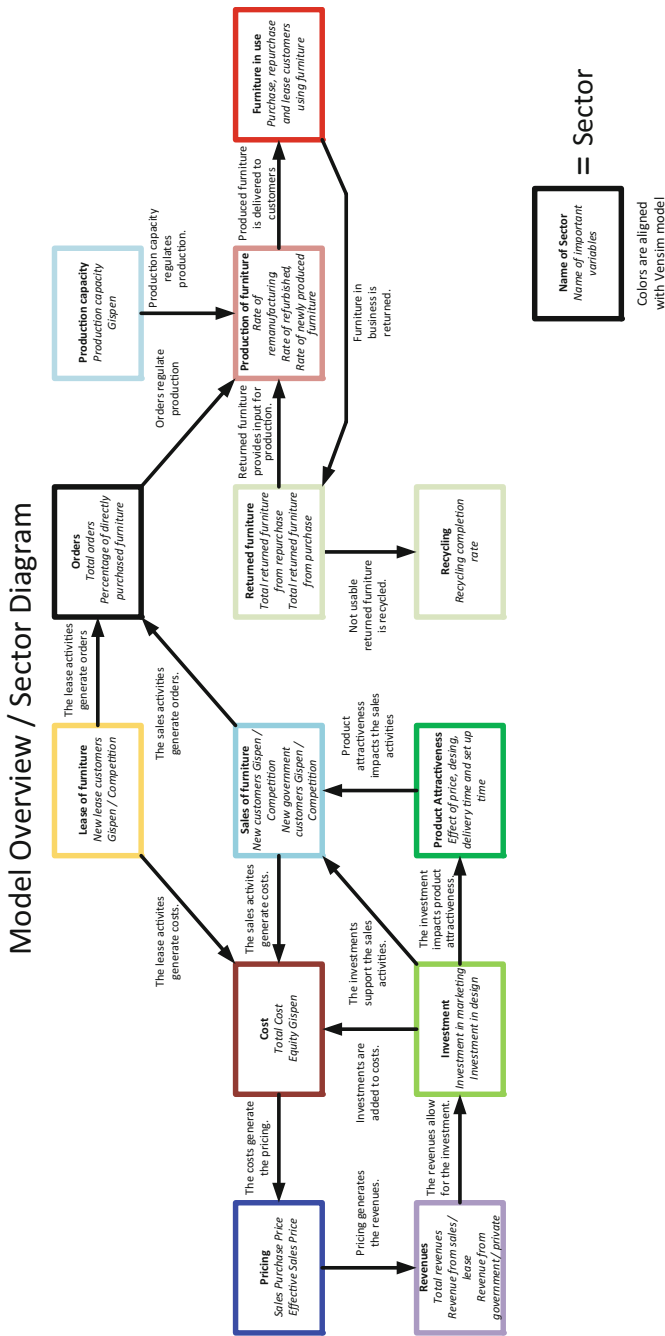 Model Overview / Sector Diagram
Pricing
Sales Purchase Price
Effective Sales Price
The costs generate
the pricing.
Cost
Total Cost
Equity Gispen
The lease activites
generate costs.
Lease of furniture
New lease customers
Gispen / Competition
The lease activities
generate orders
Orders
Total orders
Percentage of directly
purchased furniture
Orders regulate
production
Production capacity
Production capacity
Gispen
Production capacity
regulates
production.
The sales activites
generate costs.
Sales of furniture
New customers Gispen /
Competition
New government
customers Gispen /
Competition
The sales activities
generate orders.
Returned furniture
Total returned furniture
from repurchase
Total returned furniture
from purchase
Returned furniture
provides input for
production.
Production of furniture
Rate of
remanufacturing
Rate of refurbished,
Rate of newly produced
furniture
Produced furniture
is delivered to
customers
Furniture in use
Purchase, repurchase
and lease customers
using furniture
Pricing generates
the revenues.
Investments are
added to costs.
The investments
support the sales
activities.
Product
attractiveness
impacts the sales
activities
Not usable
returned furniture
is recycled.
Furniture in
business is
returned.
Revenues
Total revenues
Revenue from sales/
lease
Revenue from
government/ private
The revenues allow
for the investment.
Investment
Investment in marketing
Investment in design
The investment
impacts product
attractiveness.
Product Attractiveness
Effect of price, desing,
delivery time and set up
time
Recycling
Recycling completion
rate
Name of Sector
Name of important
variables
= Sector
Colors are aligned
with Vensim model